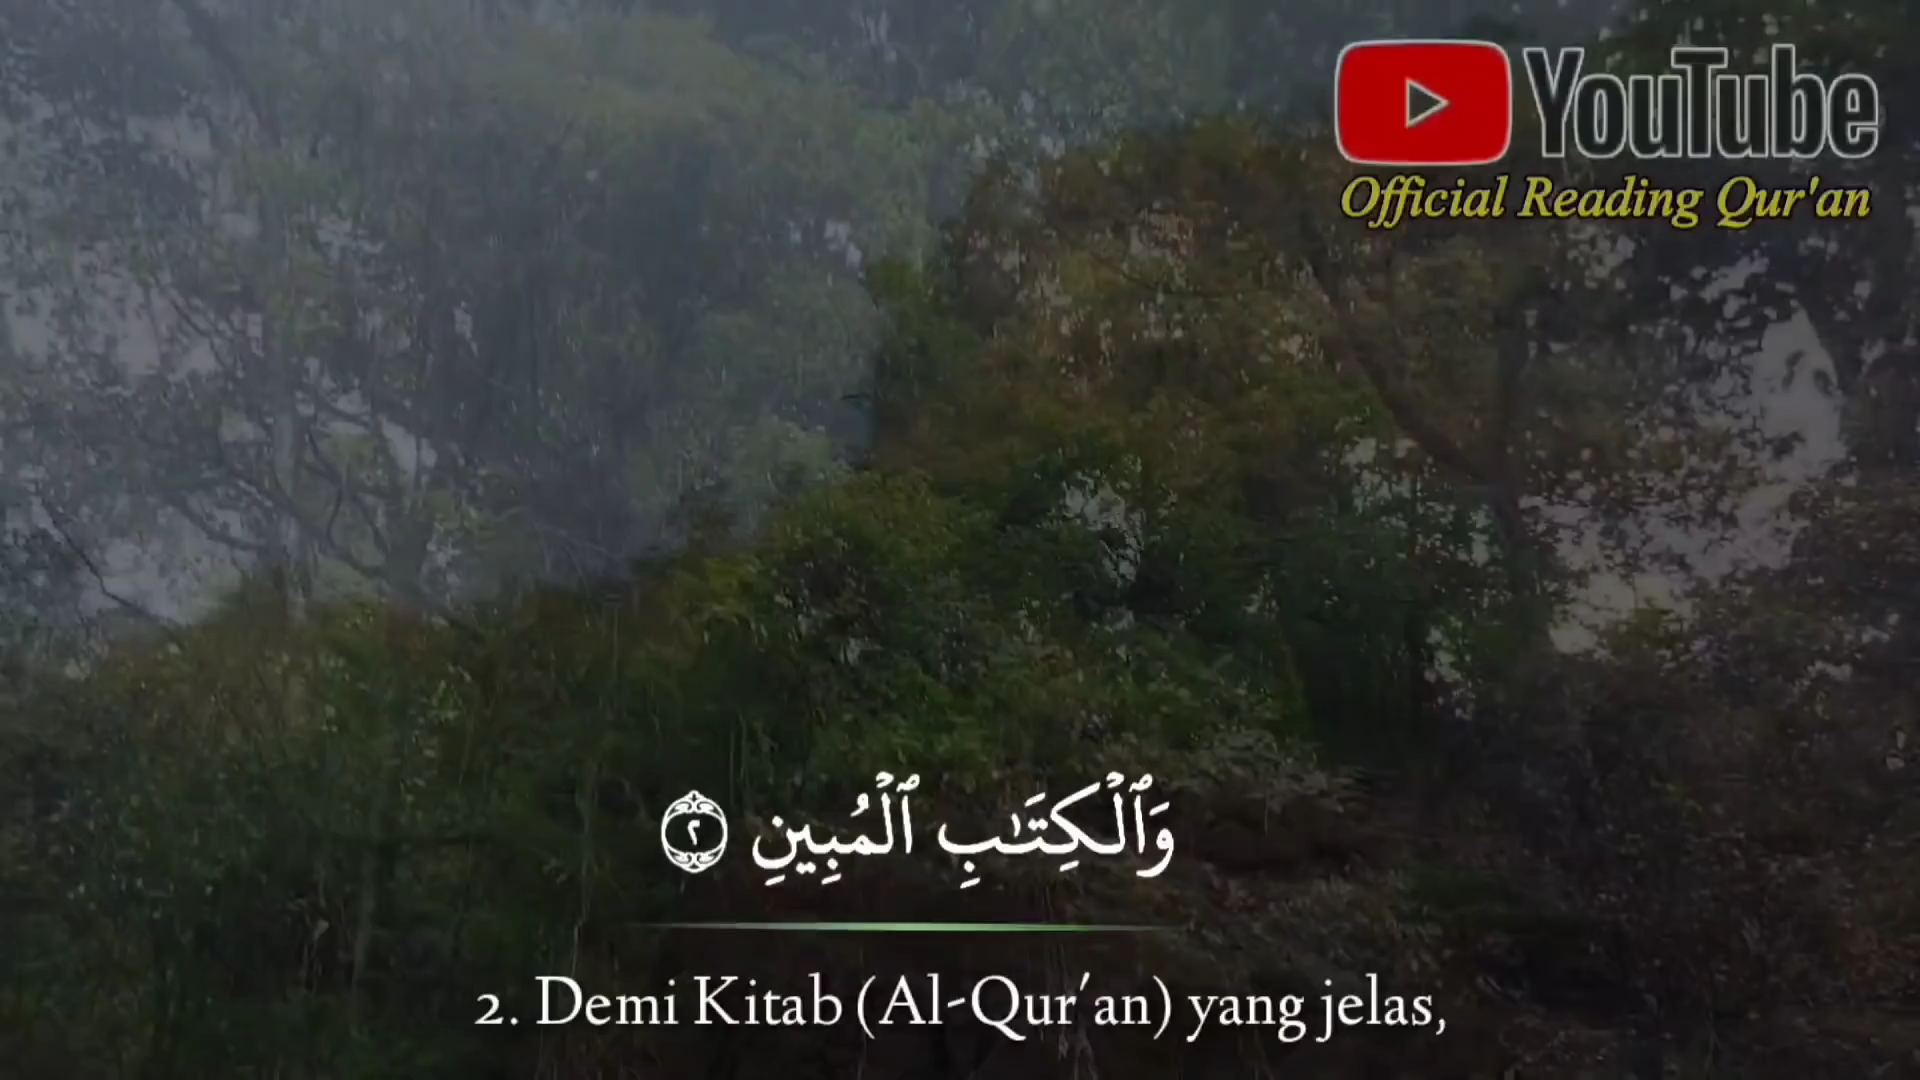 YouTube
Official Reading Qur'an
وَٱلْكِتَٰبِ ٱلْمُبِينِ ٢
2. Demi Kitab (Al-Qur'an) yang jelas,